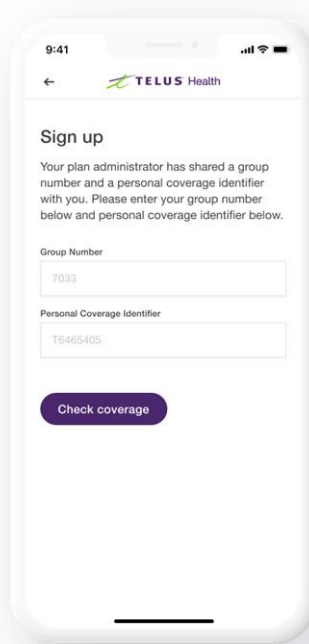 9:41
TELUS Health
Sign up
Your plan administrator has shared a group
number and a personal coverage identifier
with you. Please enter your group number
below and personal coverage identifier below.
Group Number
7033
Personal Coverage Identifier
T6465405
Check coverage